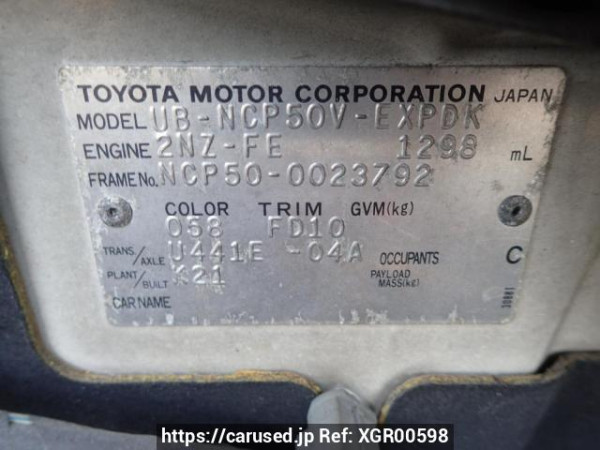 TOYOTA MOTOR CORPORATION JAPAN
MODEL UB-NCP50V-EXPDK
ENGINE 2NZ-FE 1298 mL
FRAME No. NCP50-0023792
COLOR TRIM GVM(kg)
058 FD10
TRANS/AXLE U441E -04A OCCUPANTS C
PLANT/BUILT K21 PAYLOAD MASS(kg)
CAR NAME
https://carused.jp Ref: XGR00598